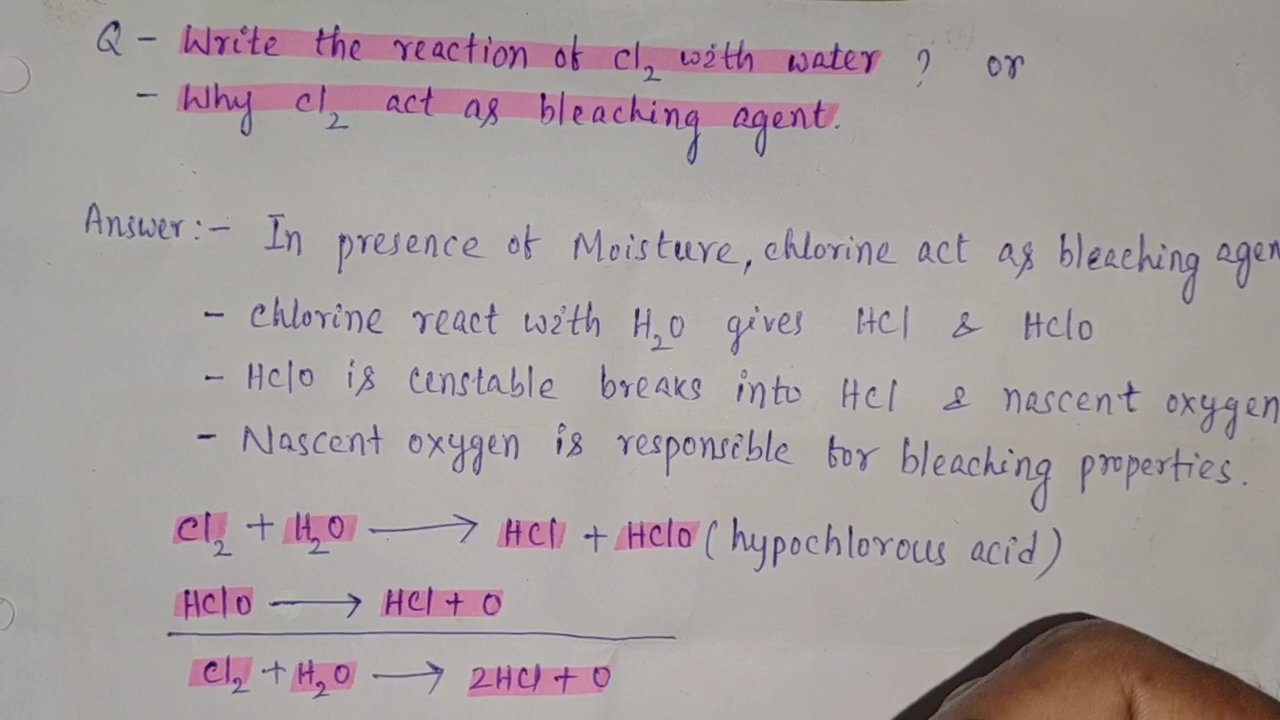 Q - Write the reaction of Cl₂ with water ? or
- Why Cl₂ act as bleaching agent.
Answer :- In presence of Moisture, chlorine act as bleaching agen
- chlorine react with H₂O gives HCl & HClO
- HClO is unstable breaks into HCl & nascent oxygen
- Nascent oxygen is responsible for bleaching properties.
Cl₂ + H₂O ⟶ HCl + HClO (hypochlorous acid)
HClO ⟶ HCl + O
Cl₂ + H₂O ⟶ 2HCl + O